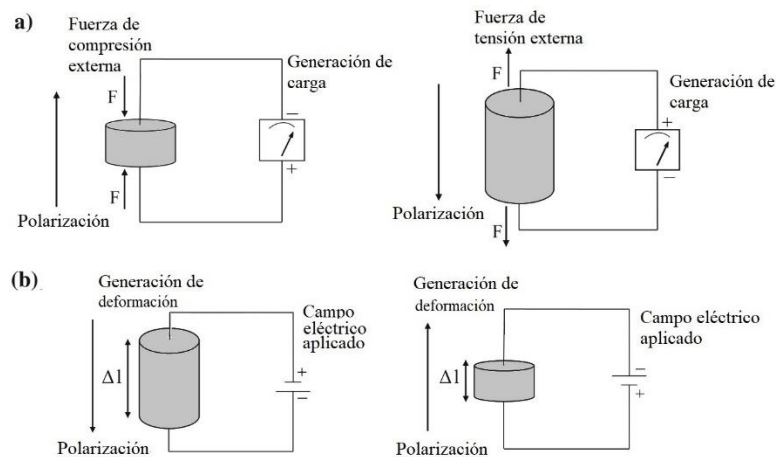 a)
Fuerza de
compresión
externa
F
F
Polarización
Generación de
carga
−
+
Fuerza de
tensión externa
F
F
Polarización
Generación de
carga
+
−
(b)
Generación de
deformación
Δl
Polarización
Campo
eléctrico
aplicado
+
−
Generación de
deformación
Δl
Polarización
Campo eléctrico
aplicado
−
+